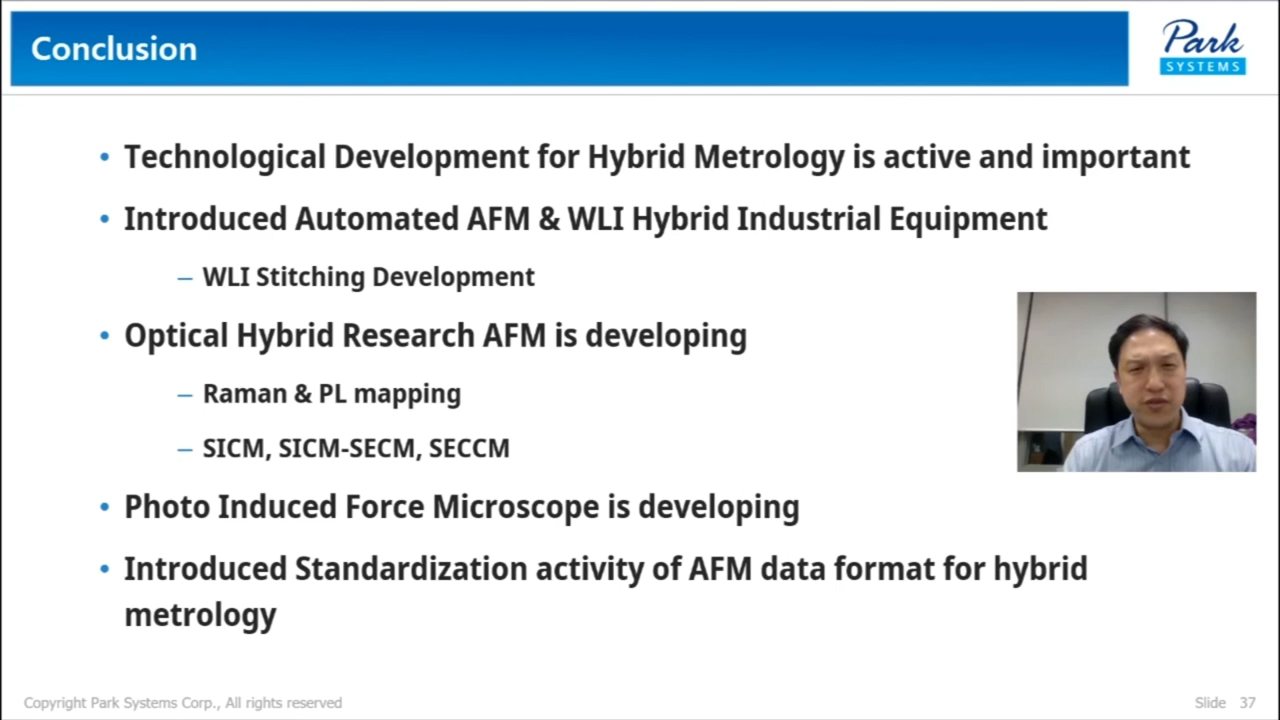 Conclusion
Park
SYSTEMS
• Technological Development for Hybrid Metrology is active and important
• Introduced Automated AFM & WLI Hybrid Industrial Equipment
– WLI Stitching Development
• Optical Hybrid Research AFM is developing
– Raman & PL mapping
– SICM, SICM-SECM, SECCM
• Photo Induced Force Microscope is developing
• Introduced Standardization activity of AFM data format for hybrid
metrology
Copyright Park Systems Corp., All rights reserved
Slide 37